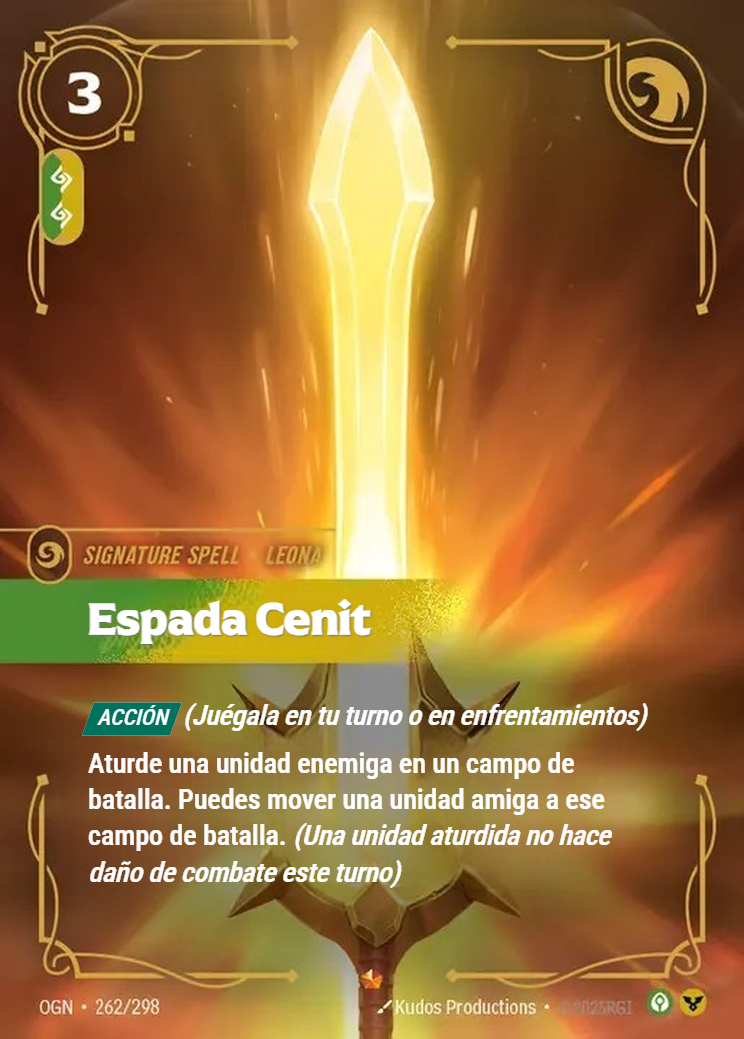 3
SIGNATURE SPELL • LEONA
Espada Cenit
ACCIÓN (Juégala en tu turno o en enfrentamientos)
Aturde una unidad enemiga en un campo de
batalla. Puedes mover una unidad amiga a ese
campo de batalla. (Una unidad aturdida no hace
daño de combate este turno)
OGN • 262/298
Kudos Productions • ©2025RGI